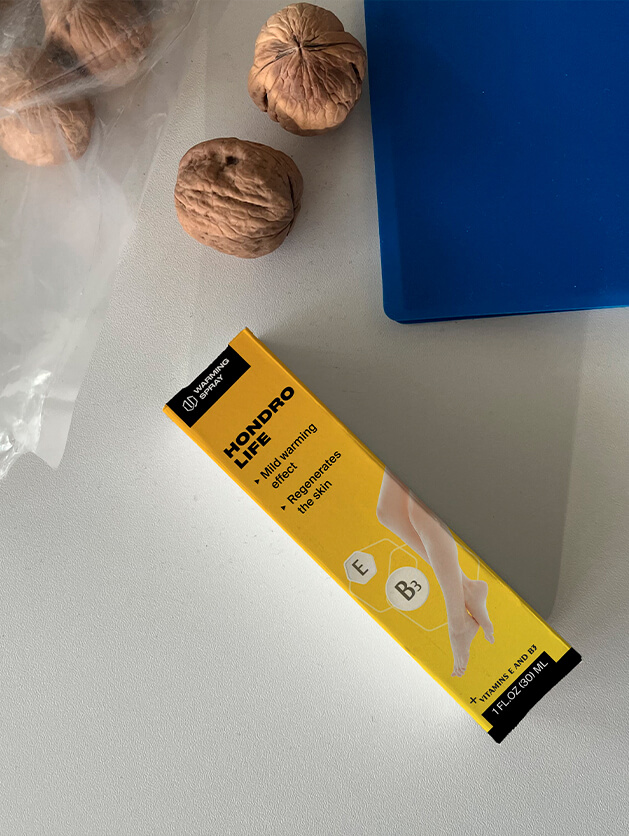 WARMING
SPRAY
HONDRO
LIFE
▸ Mild warming
effect
▸ Regenerates
the skin
E
B3
+ VITAMINS E AND B3
1 FL.OZ (30) ML